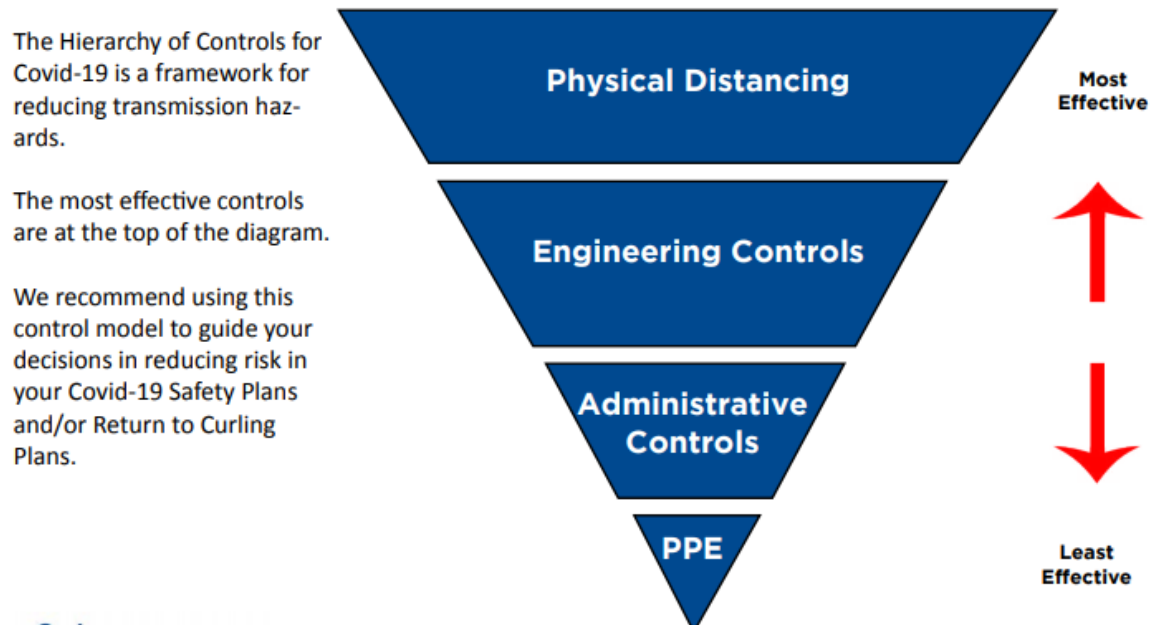 The Hierarchy of Controls for
Covid-19 is a framework for
reducing transmission haz-
ards.
The most effective controls
are at the top of the diagram.
We recommend using this
control model to guide your
decisions in reducing risk in
your Covid-19 Safety Plans
and/or Return to Curling
Plans.
Physical Distancing
Engineering Controls
Administrative
Controls
PPE
Most
Effective
Least
Effective